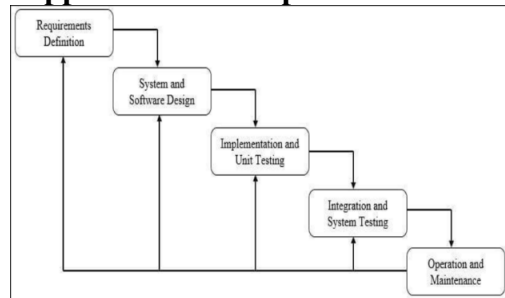 Requirements
Definition
System and
Software Design
Implementation and
Unit Testing
Integration and
System Testing
Operation and
Maintenance